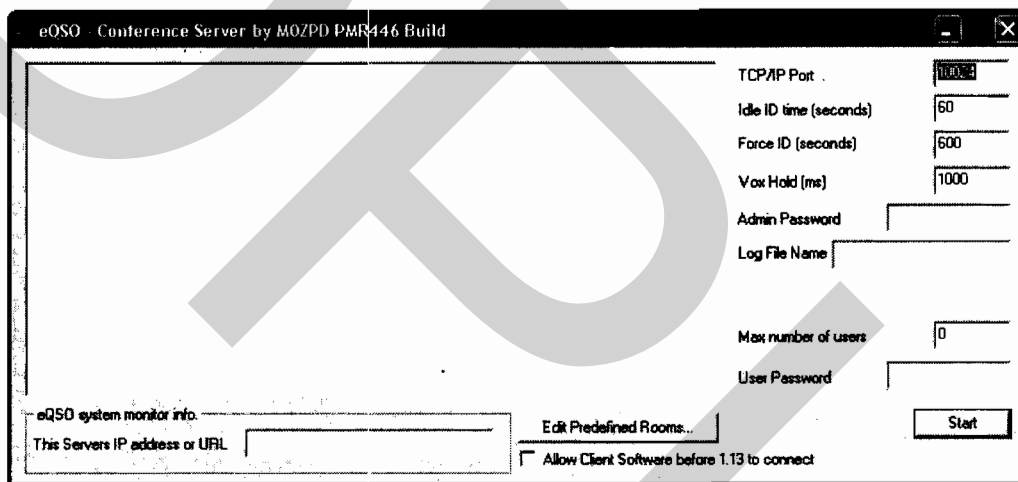 eQSO - Conference Server by M0ZPD PMR446 Build
TCP/IP Port
10024
Idle ID time (seconds)
60
Force ID (seconds)
600
Vox Hold (ms)
1000
Admin Password
Log File Name
Max number of users
0
User Password
eQSO system monitor info.
This Servers IP address or URL
Edit Predefined Rooms...
Start
Allow Client Software before 1.13 to connect